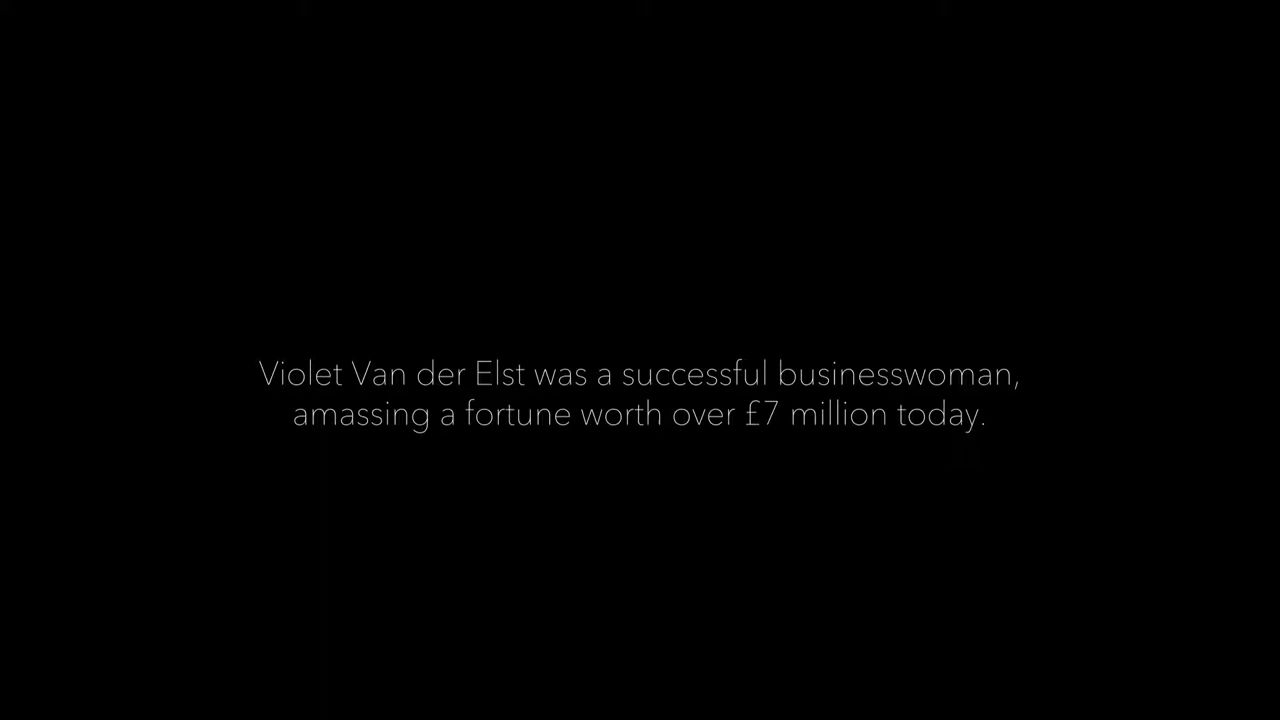 Violet Van der Elst was a successful businesswoman,
amassing a fortune worth over £7 million today.